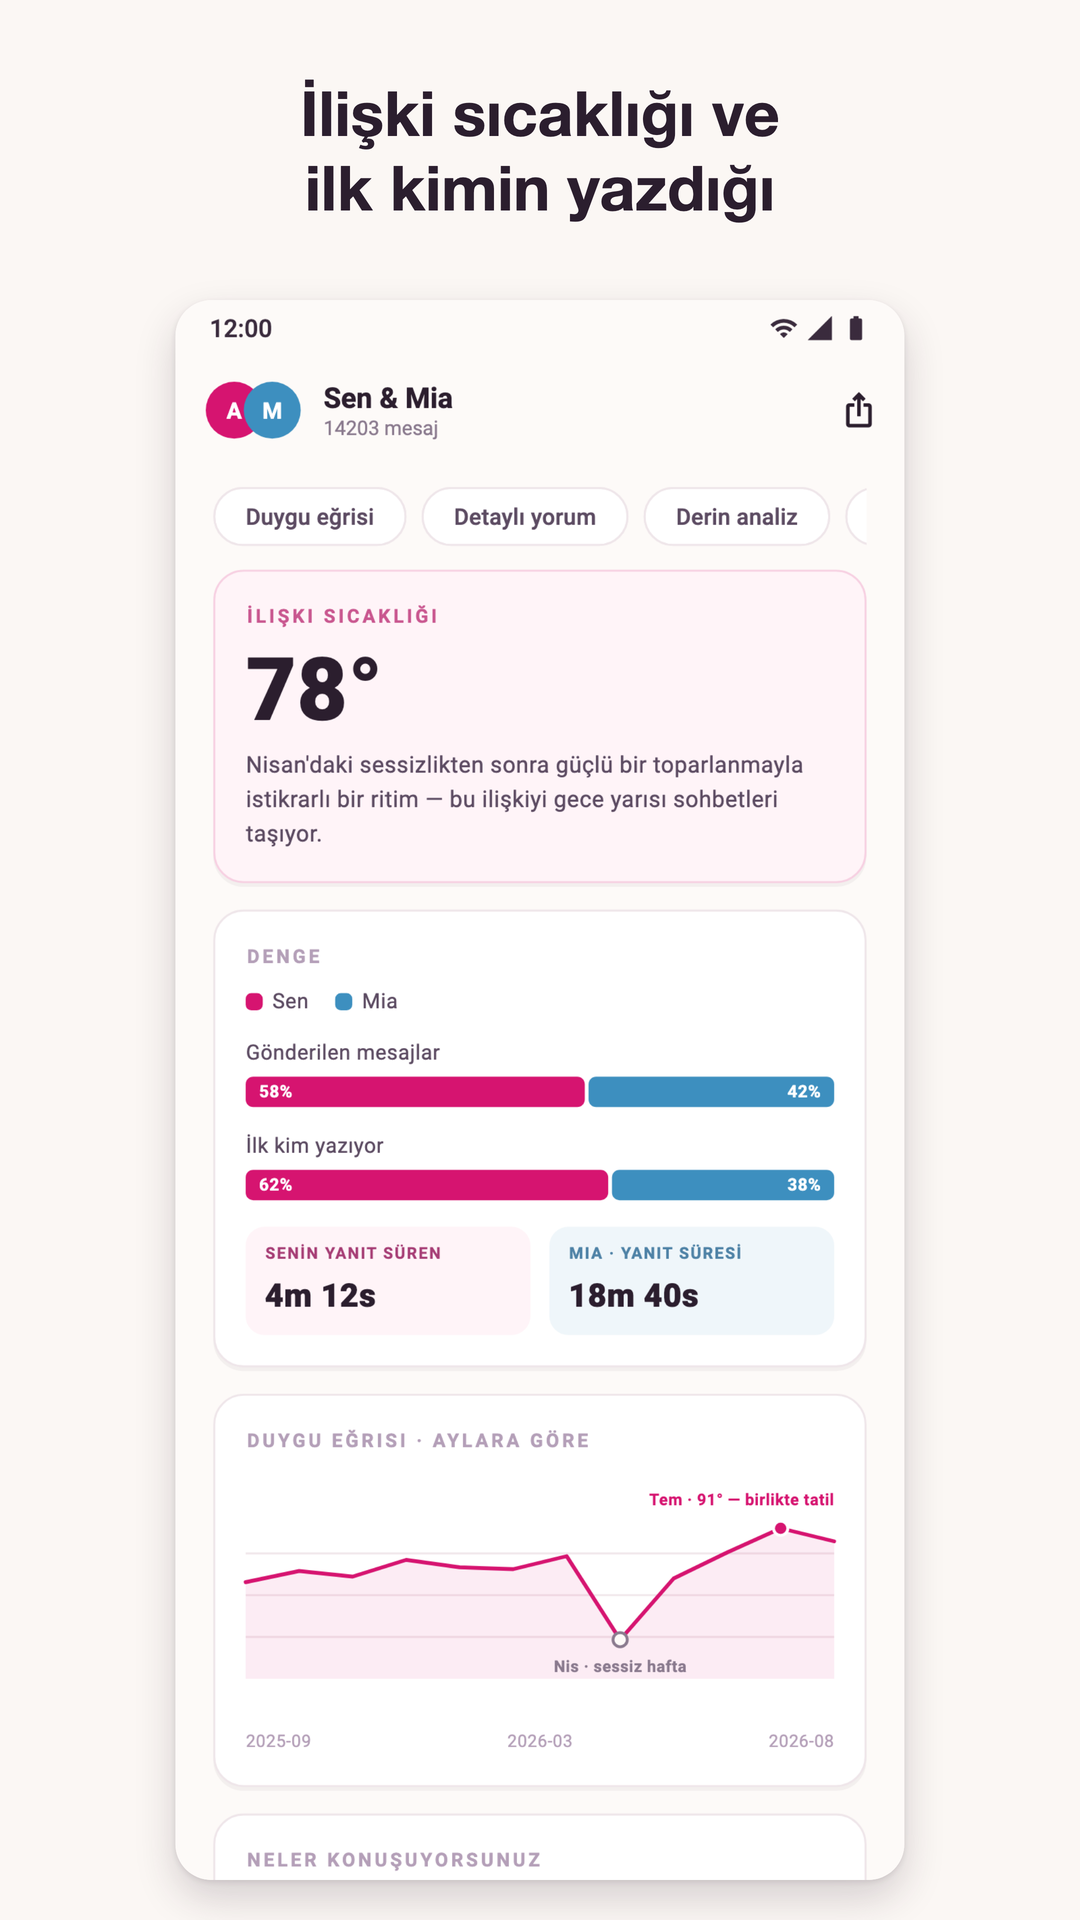 İlişki sıcaklığı ve
ilk kimin yazdığı
12:00
A M
Sen & Mia
14203 mesaj
Duygu eğrisi
Detaylı yorum
Derin analiz
İLIŞKI SICAKLIĞI
78°
Nisan'daki sessizlikten sonra güçlü bir toparlanmayla
istikrarlı bir ritim — bu ilişkiyi gece yarısı sohbetleri
taşıyor.
DENGE
Sen Mia
Gönderilen mesajlar
58% 42%
İlk kim yazıyor
62% 38%
SENİN YANIT SÜREN
4m 12s
MIA · YANIT SÜRESİ
18m 40s
DUYGU EĞRISI · AYLARA GÖRE
Tem · 91° — birlikte tatil
Nis · sessiz hafta
2025-09 2026-03 2026-08
NELER KONUŞUYORSUNUZ